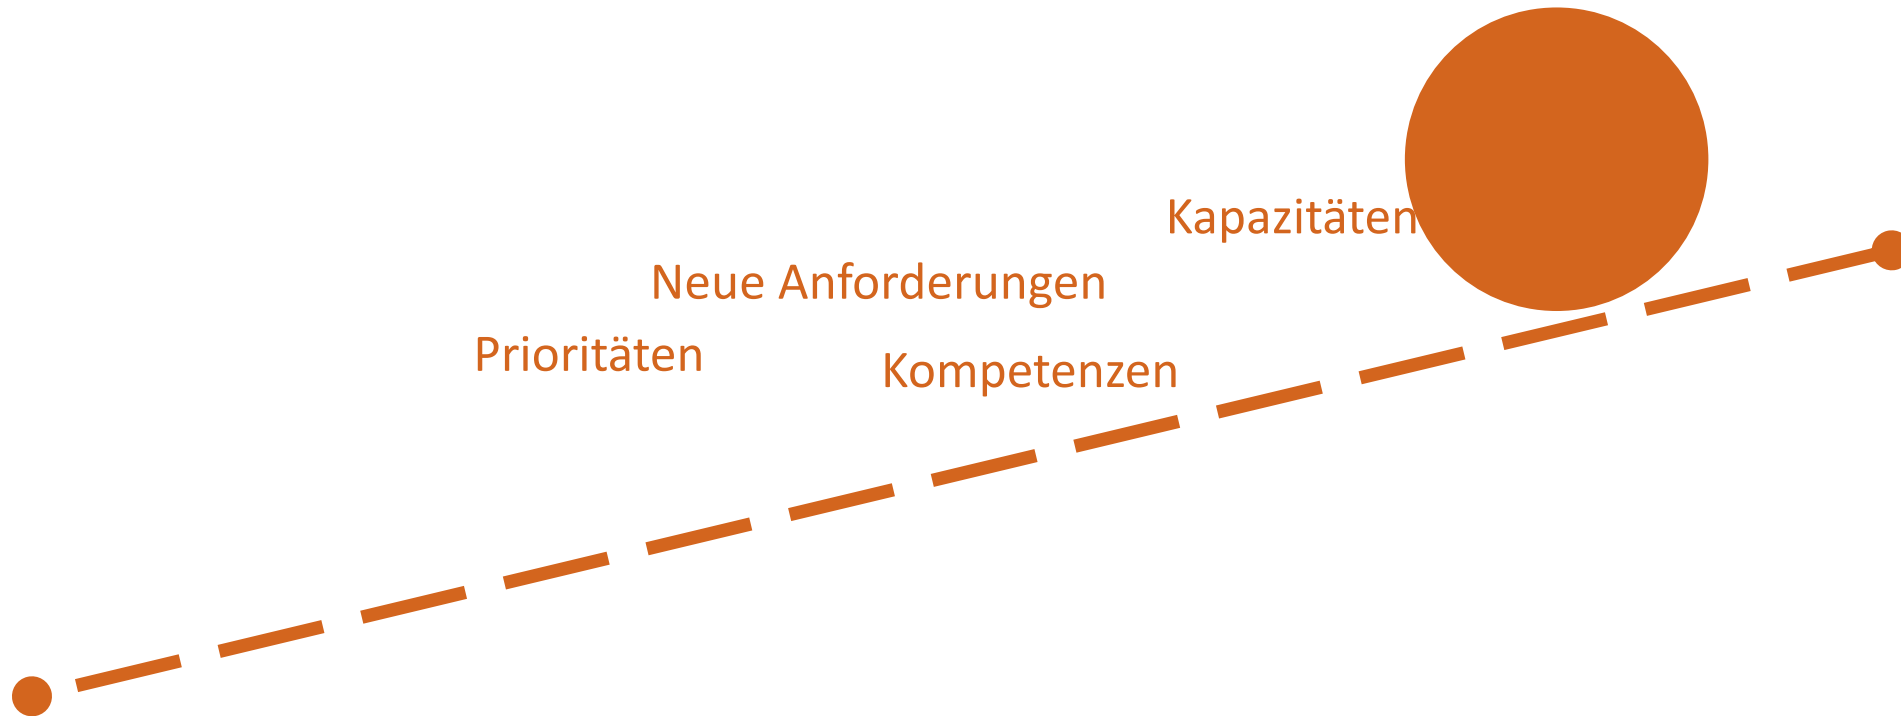 Kapazitäten
Neue Anforderungen
Prioritäten
Kompetenzen